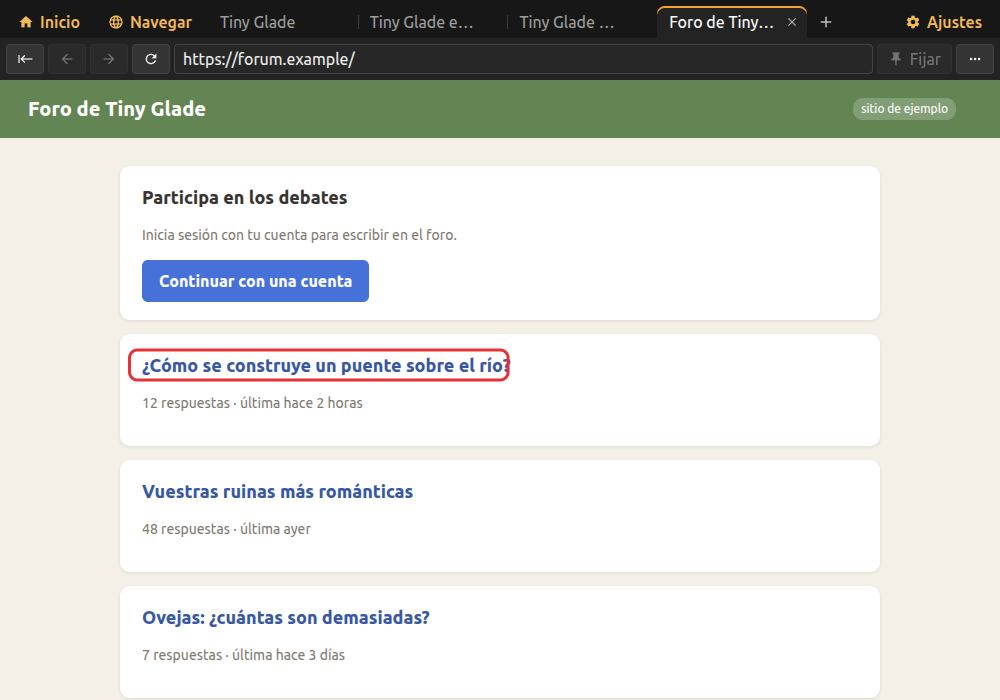 Inicio
Navegar
Tiny Glade
Tiny Glade e...
Tiny Glade ...
Foro de Tiny...
Ajustes
https://forum.example/
Fijar
Foro de Tiny Glade
sitio de ejemplo
Participa en los debates
Inicia sesión con tu cuenta para escribir en el foro.
Continuar con una cuenta
¿Cómo se construye un puente sobre el río?
12 respuestas · última hace 2 horas
Vuestras ruinas más románticas
48 respuestas · última ayer
Ovejas: ¿cuántas son demasiadas?
7 respuestas · última hace 3 días